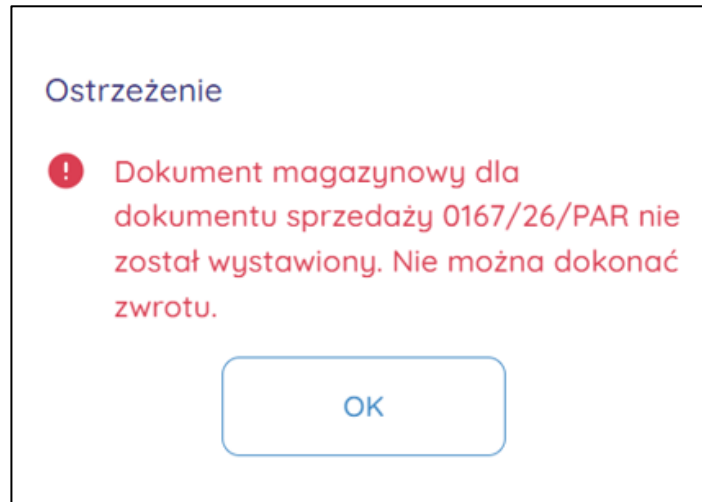 Ostrzeżenie
Dokument magazynowy dla
dokumentu sprzedaży 0167/26/PAR nie
został wystawiony. Nie można dokonać
zwrotu.
OK